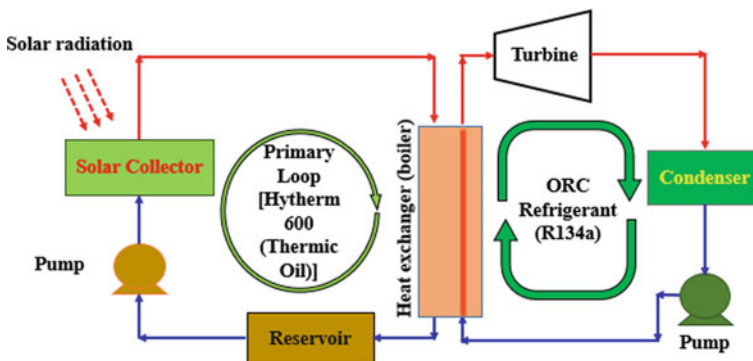 Solar radiation
Solar Collector
Pump
Reservoir
Primary
Loop
[Hytherm
600
(Thermic
Oil)]
Heat exchanger (boiler)
Turbine
ORC
Refrigerant
(R134a)
Condenser
Pump